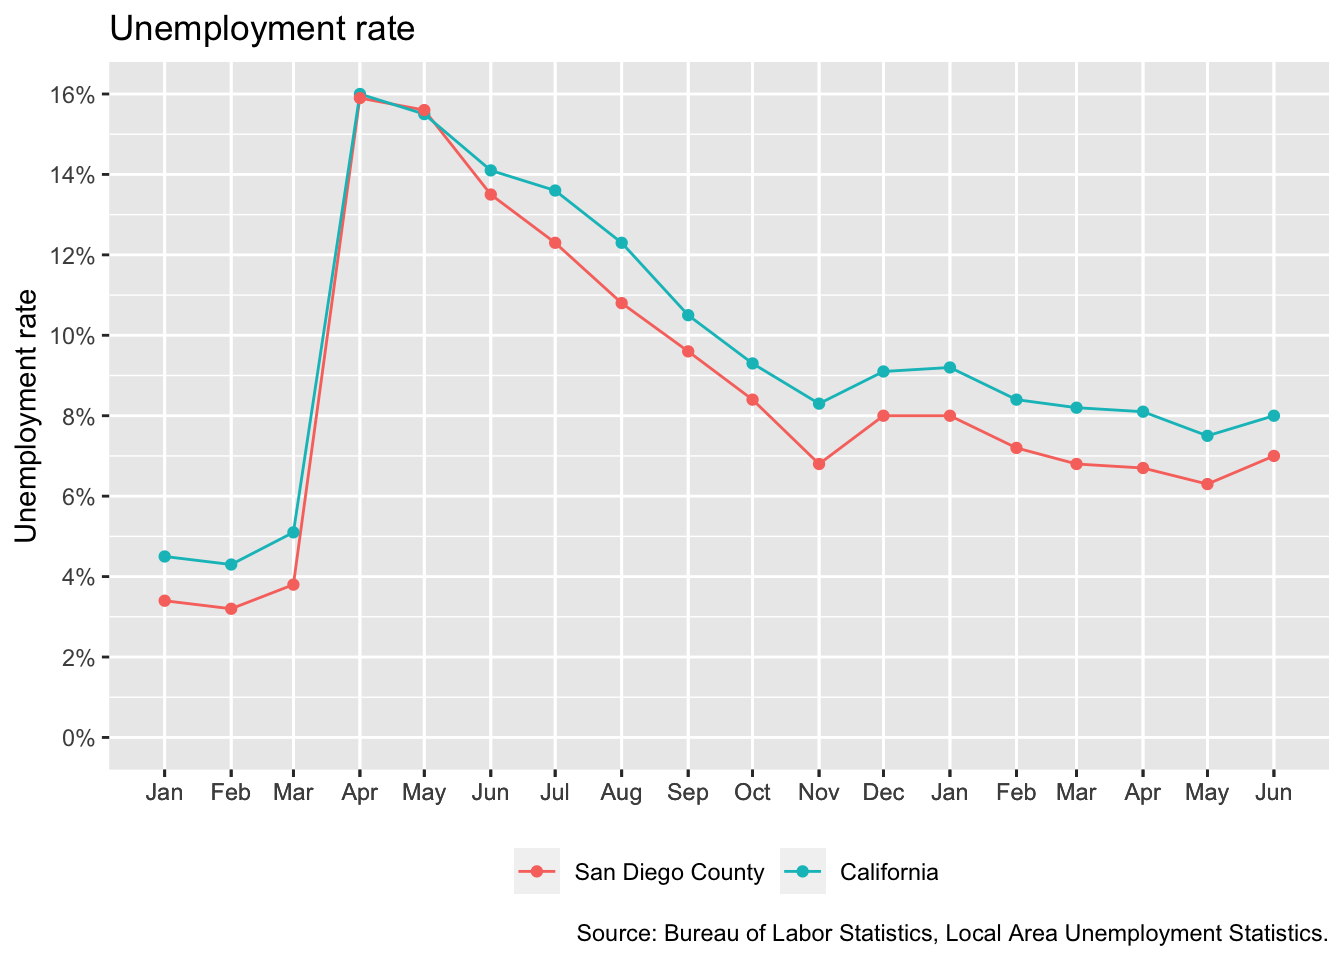 Unemployment rate
Unemployment rate
16%
14%
12%
10%
8%
6%
4%
2%
0%
Jan Feb Mar Apr May Jun Jul Aug Sep Oct Nov Dec Jan Feb Mar Apr May Jun
San Diego County California
Source: Bureau of Labor Statistics, Local Area Unemployment Statistics.